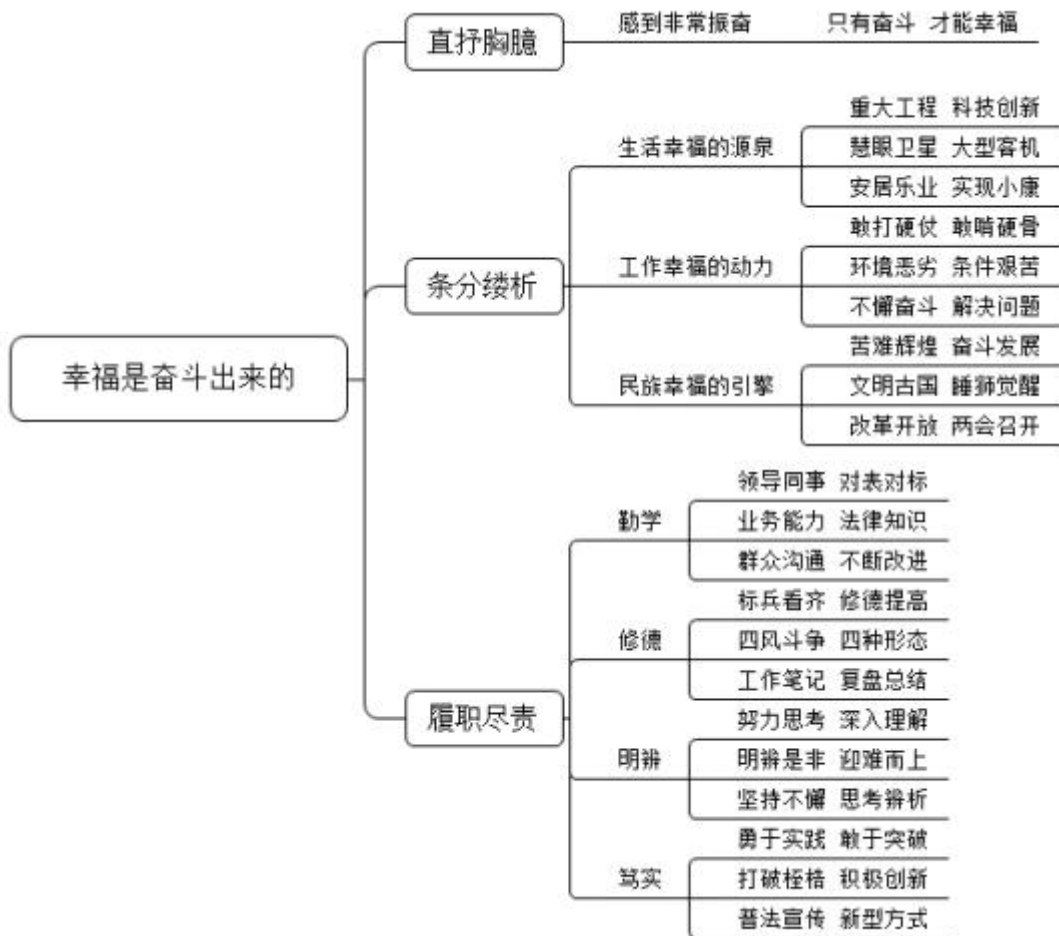 幸福是奋斗出来的
直抒胸臆
感到非常振奋 只有奋斗 才能幸福
条分缕析
生活幸福的源泉
重大工程 科技创新
慧眼卫星 大型客机
安居乐业 实现小康
工作幸福的动力
敢打硬仗 敢啃硬骨
环境恶劣 条件艰苦
不懈奋斗 解决问题
民族幸福的引擎
苦难辉煌 奋斗发展
文明古国 睡狮觉醒
改革开放 两会召开
履职尽责
勤学
领导同事 对表对标
业务能力 法律知识
群众沟通 不断改进
修德
标兵看齐 修德提高
四风斗争 四种形态
工作笔记 复盘总结
明辨
努力思考 深入理解
明辨是非 迎难而上
坚持不懈 思考辨析
笃实
勇于实践 敢于突破
打破桎梏 积极创新
普法宣传 新型方式